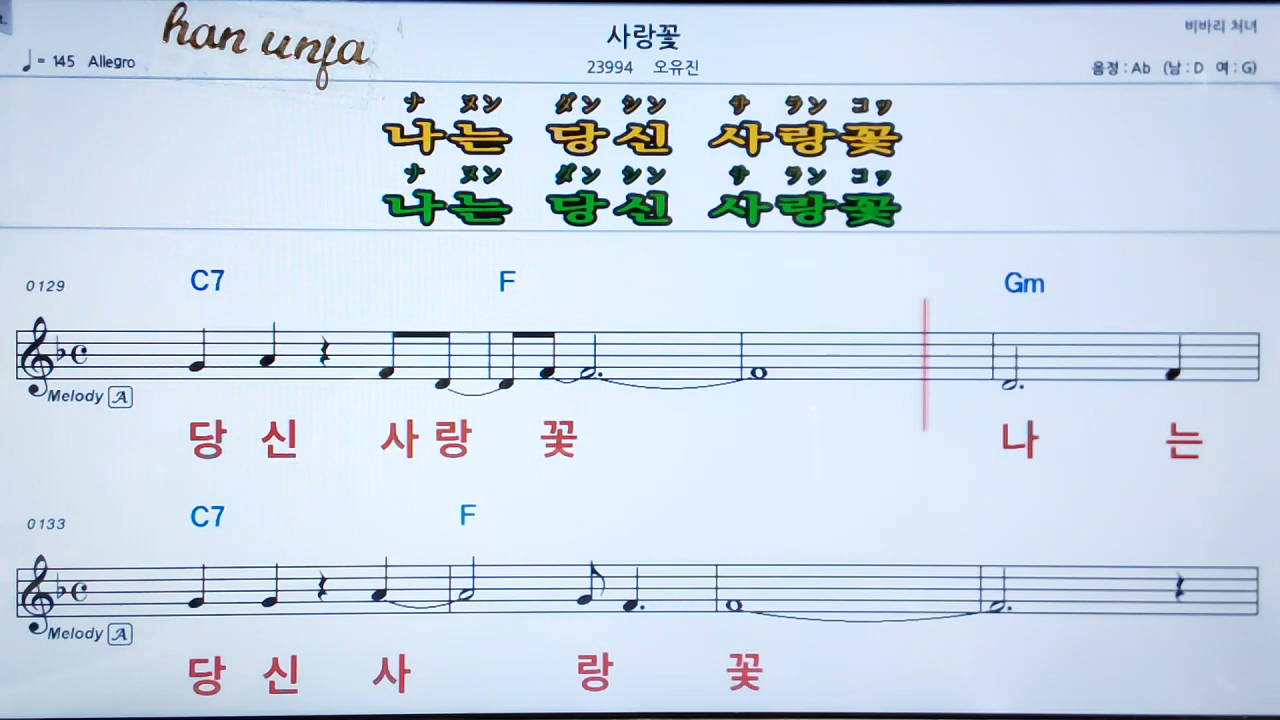 han unfa
사랑꽃
비바리 처녀
♩= 145 Allegro
23994 오유진
음정 : Ab (남 : D 여 : G)
ナ ヌン ダン シン サ ラン コッ
나는 당신 사랑꽃
ナ ヌン ダン シン サ ラン コッ
나는 당신 사랑꽃
0129 C7 F Gm
Melody A
당 신 사 랑 꽃 나 는
0133 C7 F
Melody A
당 신 사 랑 꽃